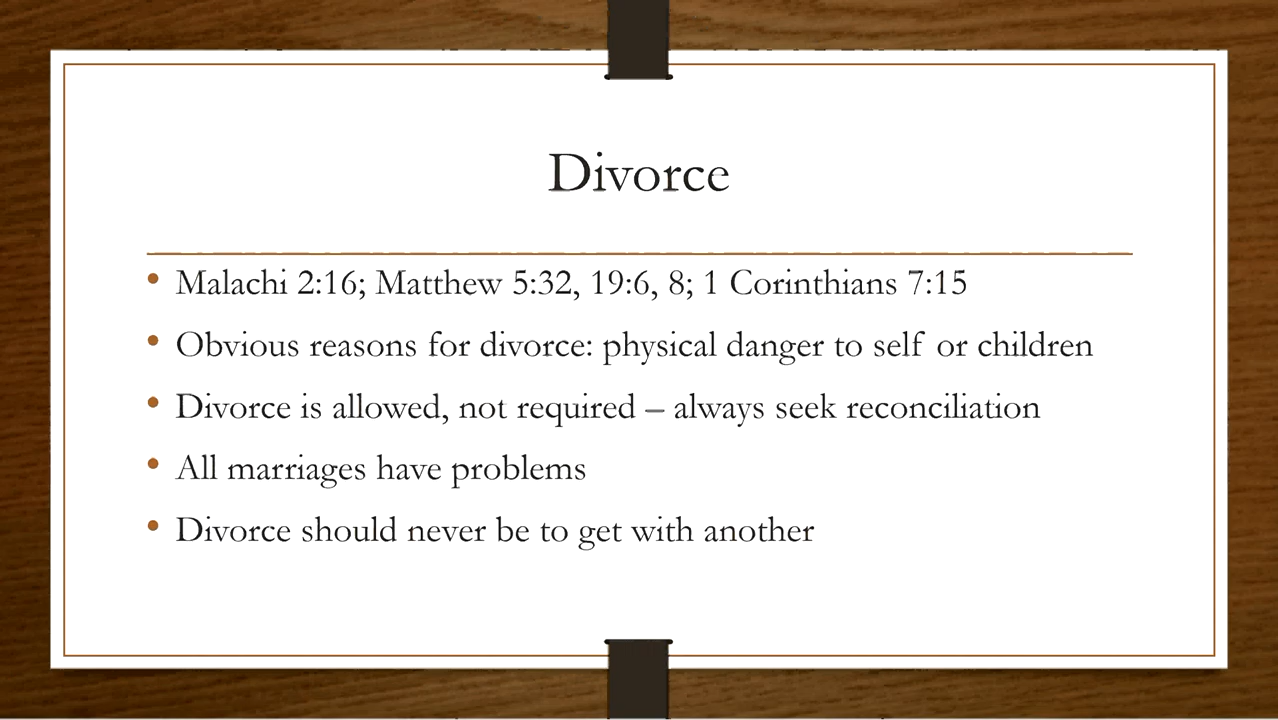 Divorce
• Malachi 2:16; Matthew 5:32, 19:6, 8; 1 Corinthians 7:15
• Obvious reasons for divorce: physical danger to self or children
• Divorce is allowed, not required – always seek reconciliation
• All marriages have problems
• Divorce should never be to get with another